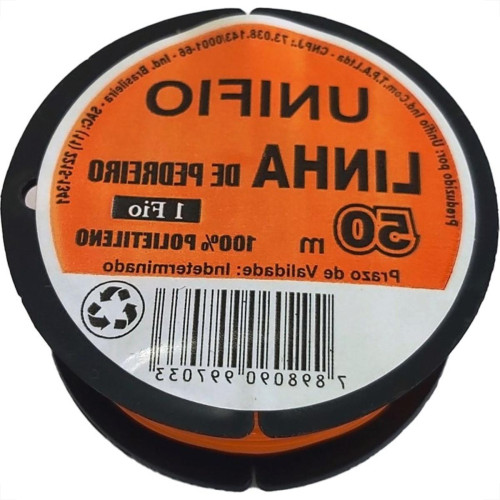 Produzido por: Unifio Ind.Com.T.P.A.Ltda - CNPJ.: 73.038.143/0001-66 - Ind. Brasileira - SAC: (11) 2215-1341
UNIFIO
LINHA DE PEDREIRO
1 Fio
50 m
100% POLIETILENO
Prazo de Validade: Indeterminado
7 898090 997033